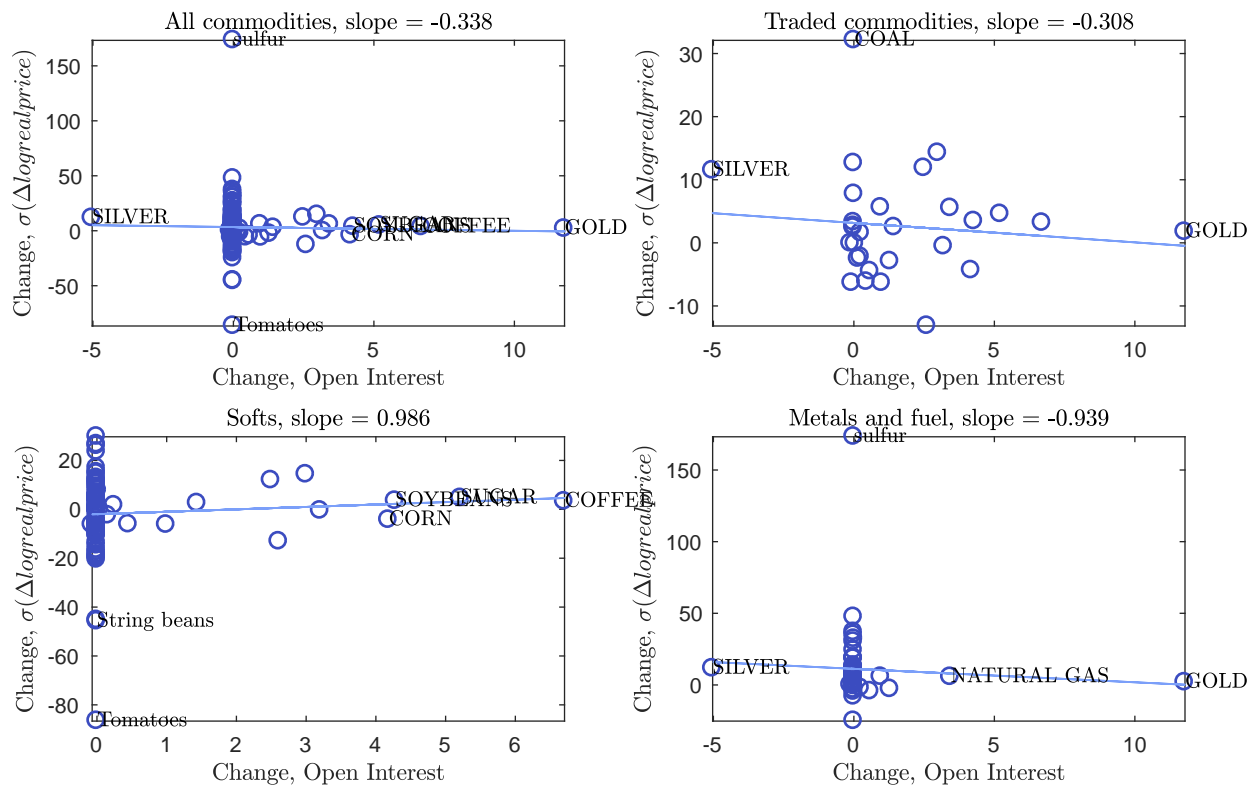 All commodities, slope = -0.338
Change, σ(Δlogrealprice)
150
100
50
0
-50
sulfur
SILVER
SOYBEANS
SUGAR
COFFEE
GOLD
CORN
Tomatoes
-5
0
5
10
Change, Open Interest
Traded commodities, slope = -0.308
Change, σ(Δlogrealprice)
30
20
10
0
-10
COAL
SILVER
GOLD
-5
0
5
10
Change, Open Interest
Softs, slope = 0.986
Change, σ(Δlogrealprice)
20
0
-20
-40
-60
-80
SOYBEANS
SUGAR
COFFEE
CORN
String beans
Tomatoes
0
1
2
3
4
5
6
Change, Open Interest
Metals and fuel, slope = -0.939
Change, σ(Δlogrealprice)
150
100
50
0
sulfur
SILVER
NATURAL GAS
GOLD
-5
0
5
10
Change, Open Interest